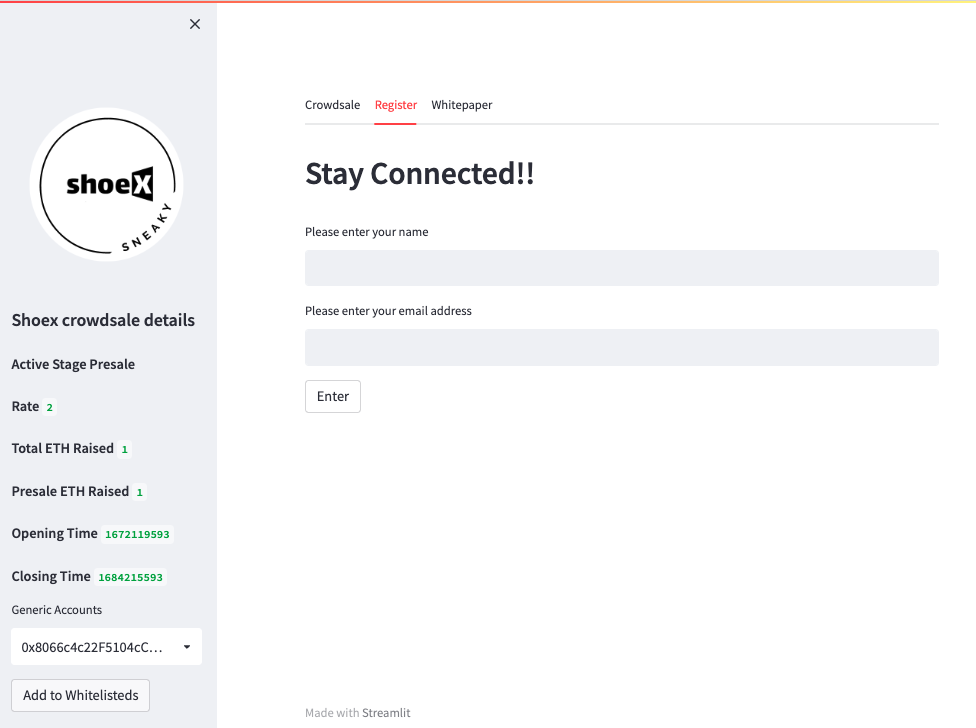 shoeX
SNEAKY
Shoex crowdsale details
Active Stage Presale
Rate 2
Total ETH Raised 1
Presale ETH Raised 1
Opening Time 1672119593
Closing Time 1684215593
Generic Accounts
0x8066c4c22F5104cC...
Add to Whitelisteds
Crowdsale Register Whitepaper
Stay Connected!!
Please enter your name
Please enter your email address
Enter
Made with Streamlit